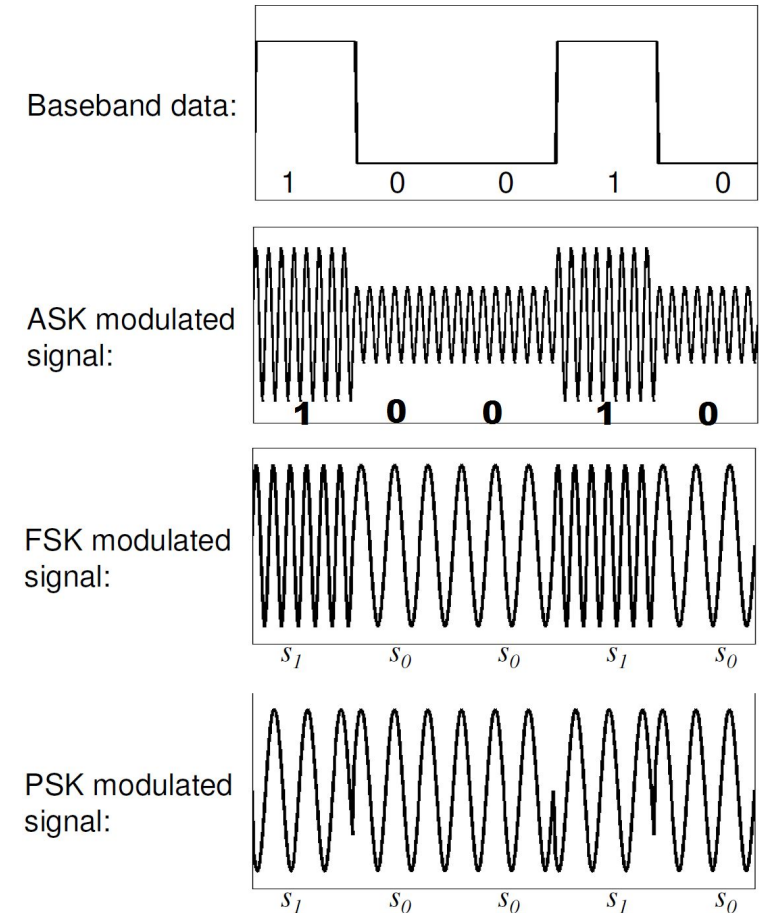 Baseband data:
1 0 0 1 0
ASK modulated
signal:
1 0 0 1 0
FSK modulated
signal:
s1 s0 s0 s1 s0
PSK modulated
signal:
s1 s0 s0 s1 s0